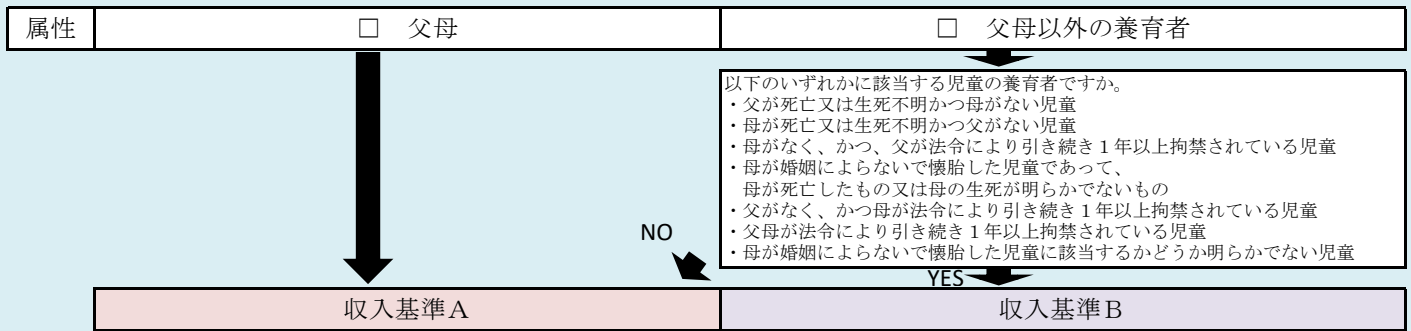 属性
□ 父母
□ 父母以外の養育者
以下のいずれかに該当する児童の養育者ですか。
・父が死亡又は生死不明かつ母がない児童
・母が死亡又は生死不明かつ父がない児童
・母がなく、かつ、父が法令により引き続き１年以上拘禁されている児童
・母が婚姻によらないで懐胎した児童であって、
母が死亡したもの又は母の生死が明らかでないもの
・父がなく、かつ母が法令により引き続き１年以上拘禁されている児童
・父母が法令により引き続き１年以上拘禁されている児童
・母が婚姻によらないで懐胎した児童に該当するかどうか明らかでない児童
NO
YES
収入基準Ａ
収入基準Ｂ